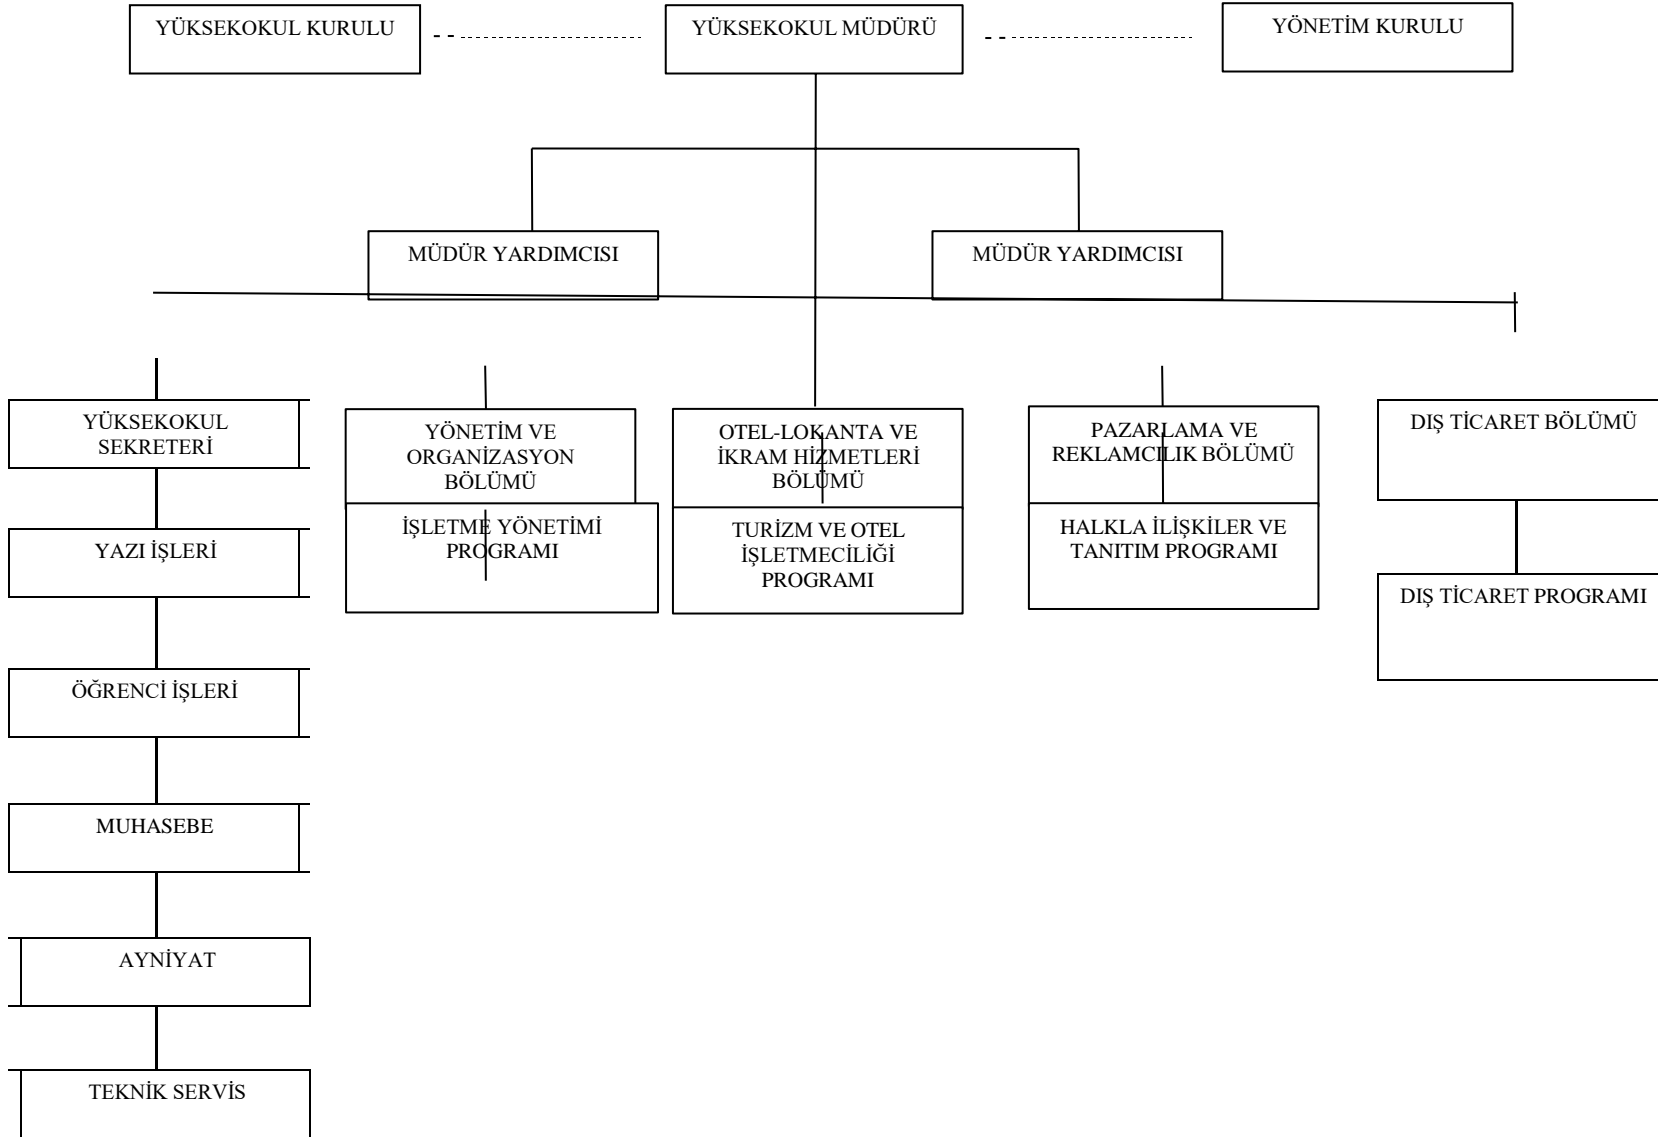 YÜKSEKOKUL KURULU
YÜKSEKOKUL MÜDÜRÜ
YÖNETİM KURULU
MÜDÜR YARDIMCISI
MÜDÜR YARDIMCISI
YÜKSEKOKUL
SEKRETERİ
YÖNETİM VE
ORGANİZASYON
BÖLÜMÜ
OTEL-LOKANTA VE
İKRAM HİZMETLERİ
BÖLÜMÜ
PAZARLAMA VE
REKLAMCILIK BÖLÜMÜ
DIŞ TİCARET BÖLÜMÜ
YAZI İŞLERİ
İŞLETME YÖNETİMİ
PROGRAMI
TURİZM VE OTEL
İŞLETMECİLİĞİ
PROGRAMI
HALKLA İLİŞKİLER VE
TANITIM PROGRAMI
DIŞ TİCARET PROGRAMI
ÖĞRENCİ İŞLERİ
MUHASEBE
AYNİYAT
TEKNİK SERVİS